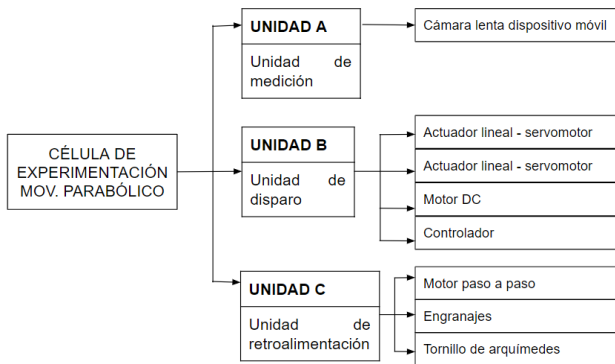 CÉLULA DE
EXPERIMENTACIÓN
MOV. PARABÓLICO
UNIDAD A
Unidad de
medición
Cámara lenta dispositivo móvil
UNIDAD B
Unidad de
disparo
Actuador lineal - servomotor
Actuador lineal - servomotor
Motor DC
Controlador
UNIDAD C
Unidad de
retroalimentación
Motor paso a paso
Engranajes
Tornillo de arquímedes